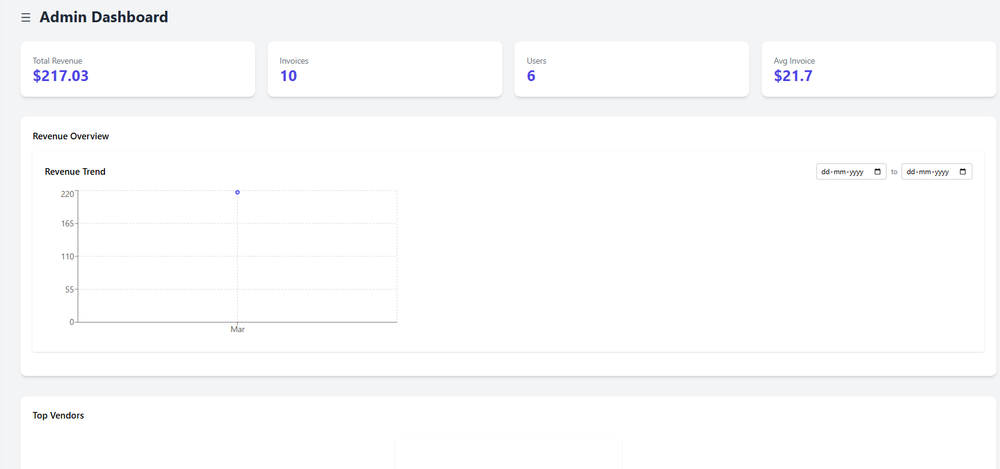 ☰ Admin Dashboard
Total Revenue
$217.03
Invoices
10
Users
6
Avg Invoice
$21.7
Revenue Overview
Revenue Trend
dd-mm-yyyy to dd-mm-yyyy
220
165
110
55
0
Mar
Top Vendors